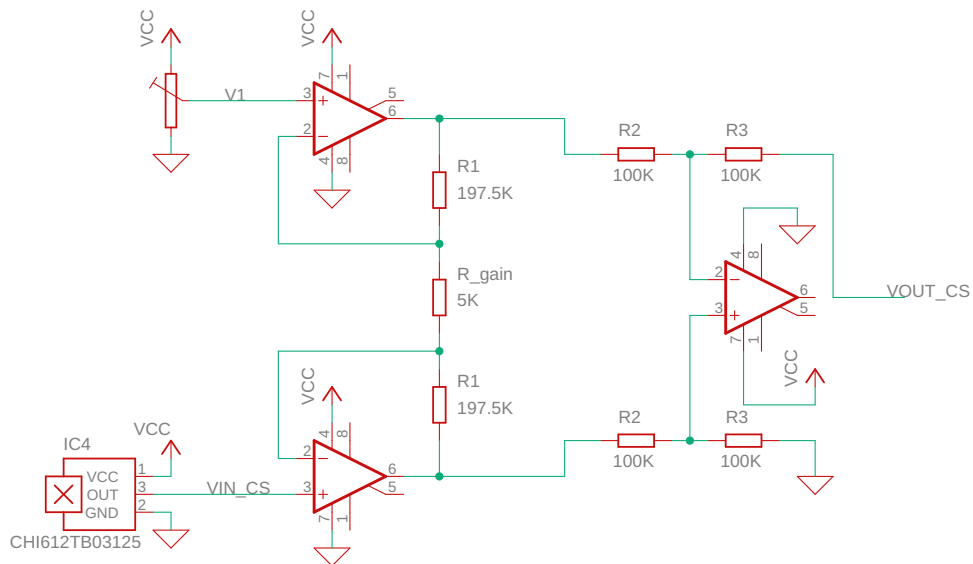 VCC
VCC
V1
7
1
3
+
5
6
2
−
4
8
R1
197.5K
R2
100K
R3
100K
R_gain
5K
4
8
2
−
6
3
+
5
7
1
VOUT_CS
VCC
VCC
R1
197.5K
4
8
2
−
6
3
+
5
7
1
R2
100K
R3
100K
VCC
IC4
VCC
1
OUT
3
GND
2
VIN_CS
CHI612TB03125